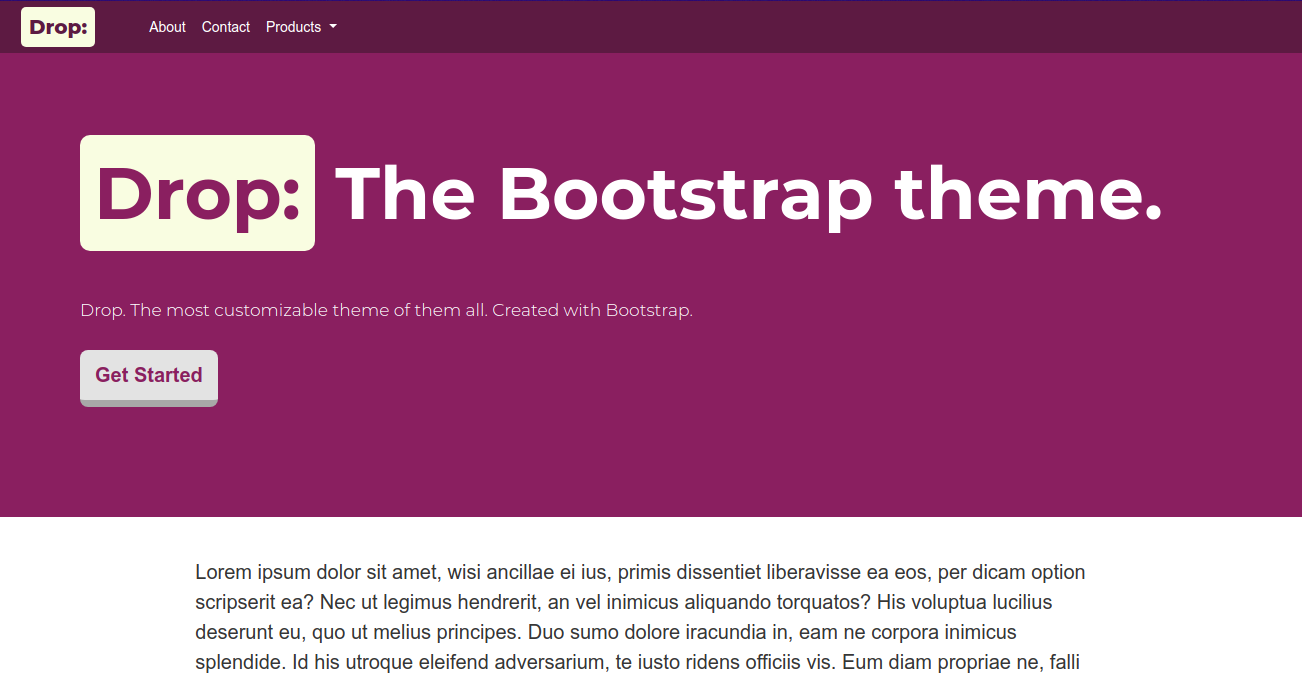 Drop:
About Contact Products
Drop: The Bootstrap theme.
Drop. The most customizable theme of them all. Created with Bootstrap.
Get Started
Lorem ipsum dolor sit amet, wisi ancillae ei ius, primis dissentiet liberavisse ea eos, per dicam option
scripserit ea? Nec ut legimus hendrerit, an vel inimicus aliquando torquatos? His voluptua lucilius
deserunt eu, quo ut melius principes. Duo sumo dolore iracundia in, eam ne corpora inimicus
splendide. Id his utroque eleifend adversarium, te iusto ridens officiis vis. Eum diam propriae ne, falli